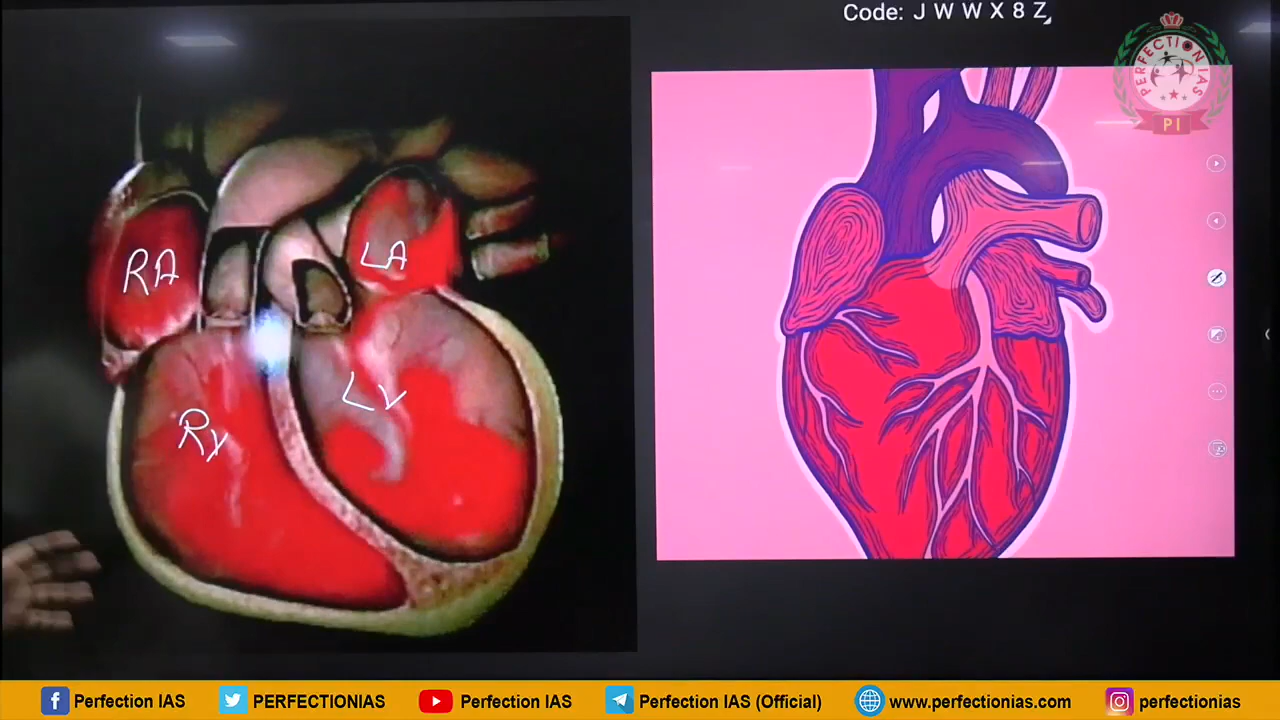 Code: J W W X 8 Z
PERFECTION IAS
PI
RA
LA
LV
RV
Perfection IAS
PERFECTIONIAS
Perfection IAS
Perfection IAS (Official)
www.perfectionias.com
perfectionias